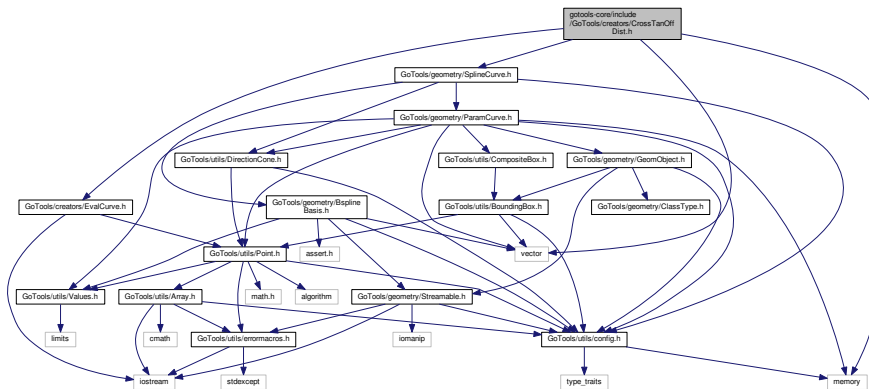 gotools-core/include
/GoTools/creators/CrossTanOff
Dist.h
GoTools/geometry/SplineCurve.h
GoTools/geometry/ParamCurve.h
GoTools/utils/DirectionCone.h
GoTools/utils/CompositeBox.h
GoTools/geometry/GeomObject.h
GoTools/creators/EvalCurve.h
GoTools/geometry/Bspline
Basis.h
GoTools/utils/BoundingBox.h
GoTools/geometry/ClassType.h
GoTools/utils/Point.h
assert.h
vector
GoTools/utils/Values.h
GoTools/utils/Array.h
math.h
algorithm
GoTools/geometry/Streamable.h
limits
cmath
GoTools/utils/errormacros.h
iomanip
GoTools/utils/config.h
iostream
stdexcept
type_traits
memory